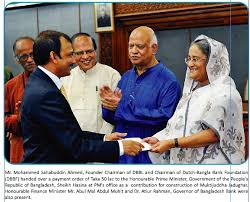 Mr. Mohammed Sahabuddin Ahmed, Founder Chairman of DBBL and Chairman of Dutch-Bangla Bank Foundation
(DBBF) handed over a payment order of Taka 50 lac to the Honourable Prime Minister, Government of the People's
Republic of Bangladesh, Sheikh Hasina at PM's office as a contribution for construction of Muktijoddha Jadughar.
Honourable Finance Minister Mr. Abul Mal Abdul Muhit and Dr. Atiur Rahman, Governor of Bangladesh Bank were
also present.